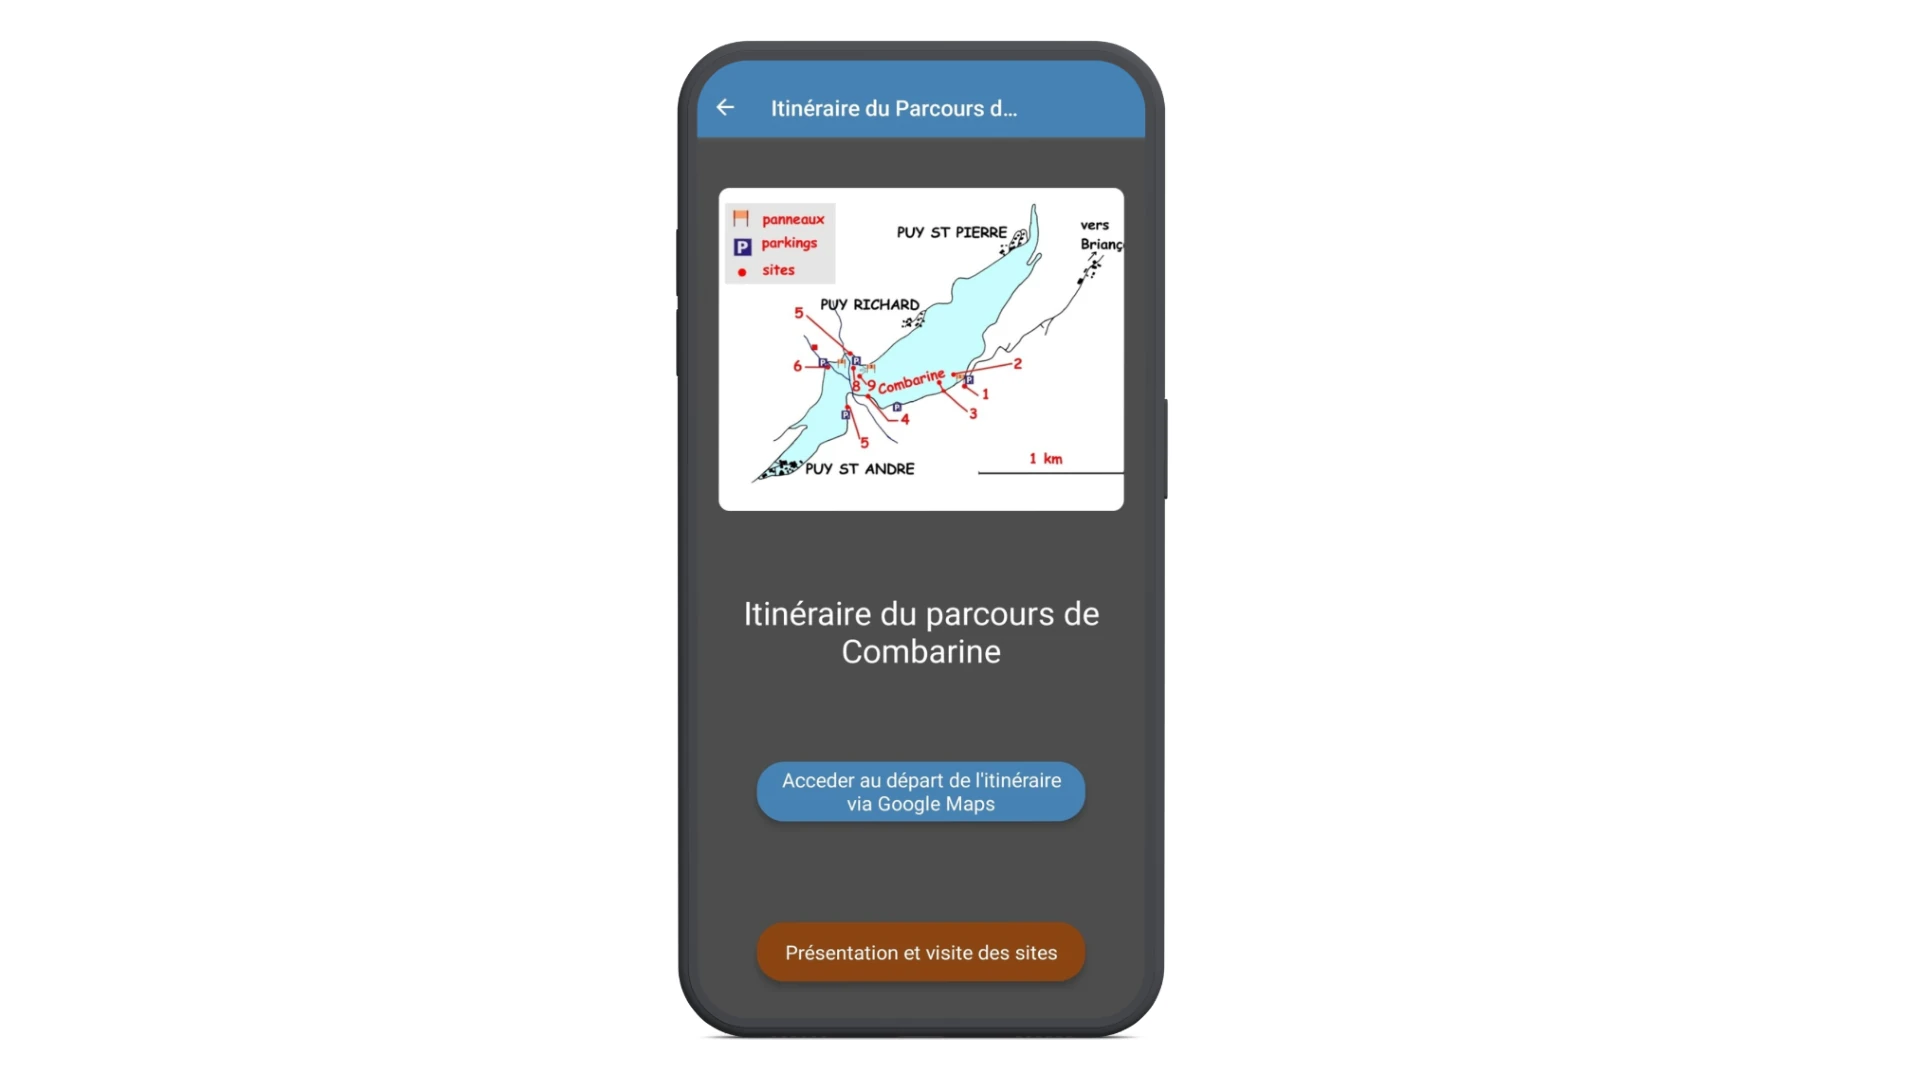 Itinéraire du Parcours d...
panneaux
P parkings
sites
PUY ST PIERRE
vers
Brianç
PUY RICHARD
5
P
P
6
8 9 Combarine
2
P
1
P
3
P
4
5
1 km
PUY ST ANDRE
Itinéraire du parcours de
Combarine
Acceder au départ de l'itinéraire
via Google Maps
Présentation et visite des sites